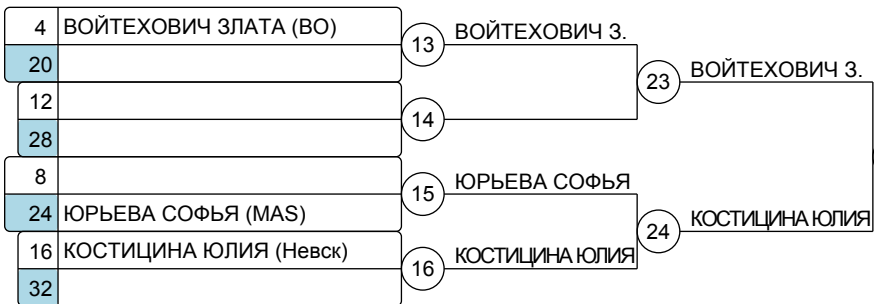 4 ВОЙТЕХОВИЧ ЗЛАТА (ВО)
13 ВОЙТЕХОВИЧ З.
20
23 ВОЙТЕХОВИЧ З.
12
14
28
8
15 ЮРЬЕВА СОФЬЯ
24 ЮРЬЕВА СОФЬЯ (MAS)
24 КОСТИЦИНА ЮЛИЯ
16 КОСТИЦИНА ЮЛИЯ (Невск)
16 КОСТИЦИНА ЮЛИЯ
32